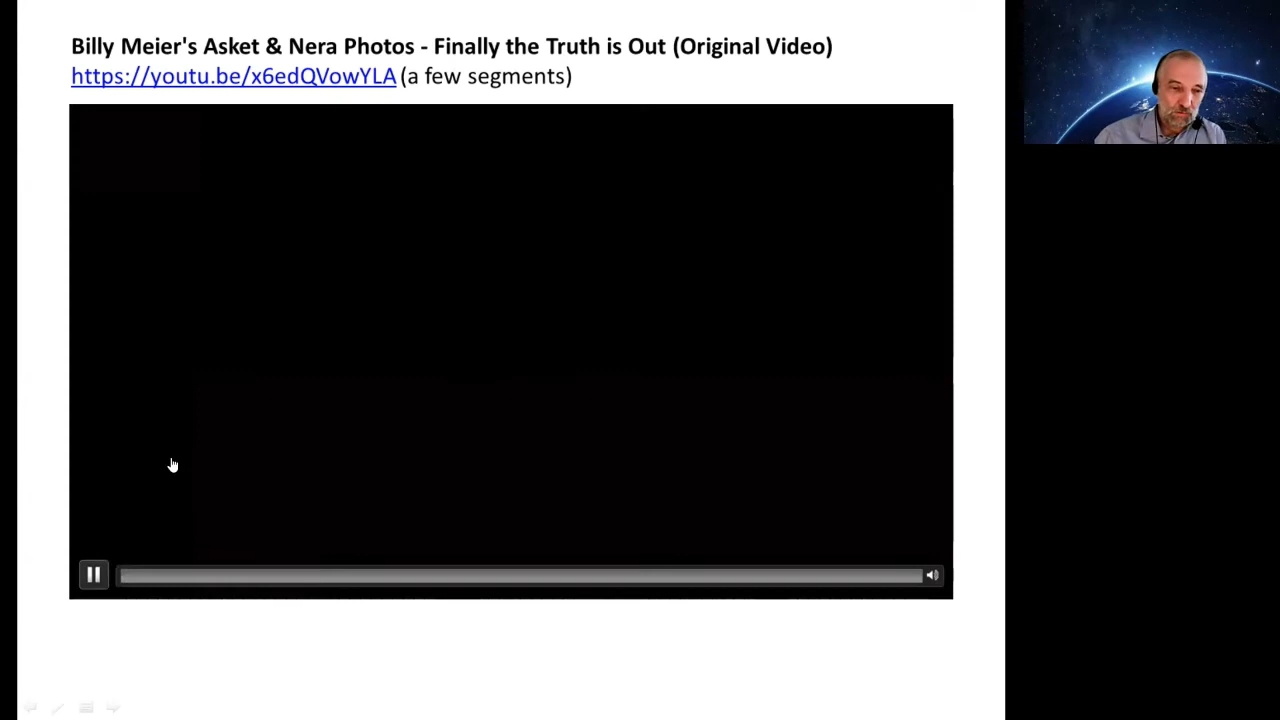 Billy Meier's Asket & Nera Photos - Finally the Truth is Out (Original Video)
https://youtu.be/x6edQVowYLA (a few segments)